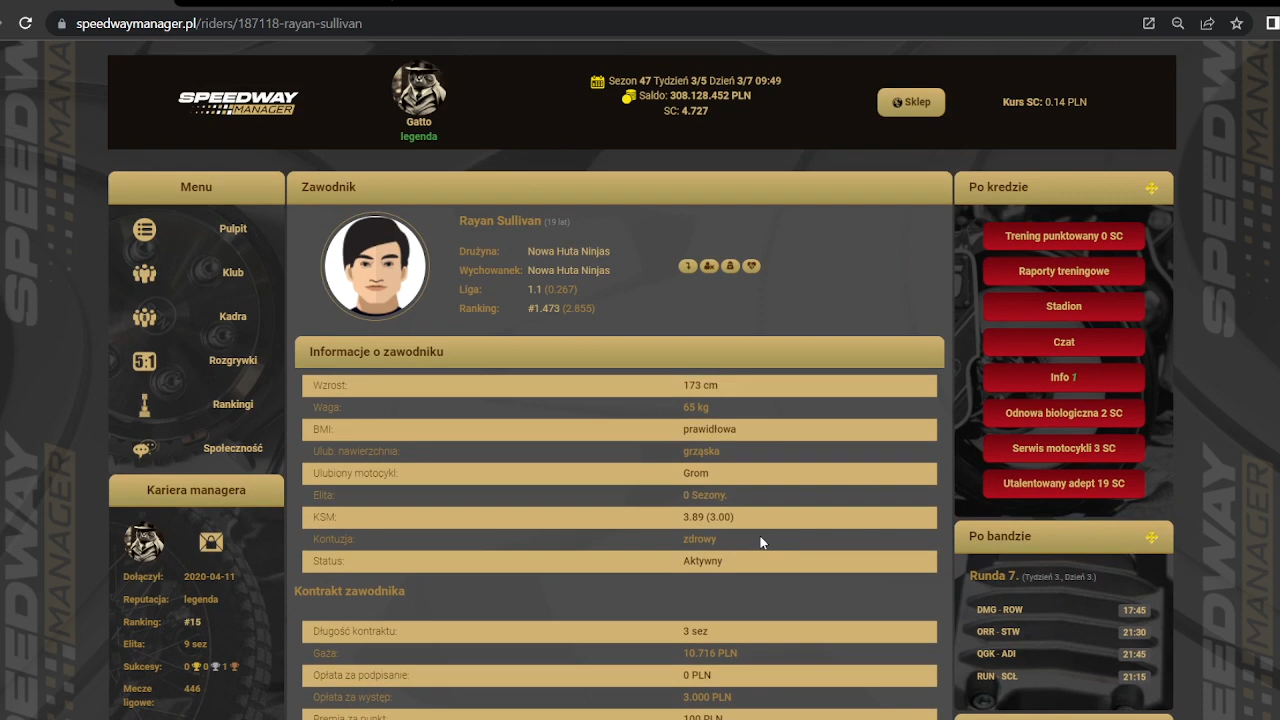 speedwaymanager.pl/riders/187118-rayan-sullivan
SPEEDWAY
MANAGER
Gatto
legenda
Sezon 47 Tydzień 3/5 Dzień 3/7 09:49
Saldo: 308.128.452 PLN
SC: 4.727
Sklep
Kurs SC: 0.14 PLN
Menu
Pulpit
Klub
Kadra
5:1 Rozgrywki
Rankingi
Społeczność
Kariera managera
Dołączył: 2020-04-11
Reputacja: legenda
Ranking: #15
Elita: 9 sez
Sukcesy: 0 0 1
Mecze ligowe: 446
Zawodnik
Rayan Sullivan (19 lat)
Drużyna: Nowa Huta Ninjas
Wychowanek: Nowa Huta Ninjas
Liga: 1.1 (0.267)
Ranking: #1.473 (2.855)
Informacje o zawodniku
Wzrost: 173 cm
Waga: 65 kg
BMI: prawidłowa
Ulub. nawierzchnia: grząska
Ulubiony motocykl: Grom
Elita: 0 Sezony.
KSM: 3.89 (3.00)
Kontuzja: zdrowy
Status: Aktywny
Kontrakt zawodnika
Długość kontraktu: 3 sez
Gaża: 10.716 PLN
Opłata za podpisanie: 0 PLN
Opłata za występ: 3.000 PLN
Premia za punkt: 100 PLN
Po kredzie
Trening punktowany 0 SC
Raporty treningowe
Stadion
Czat
Info 1
Odnowa biologiczna 2 SC
Serwis motocykli 3 SC
Utalentowany adept 19 SC
Po bandzie
Runda 7. (Tydzień 3., Dzień 3.)
DMG - ROW 17:45
ORR - STW 21:30
QGK - ADI 21:45
RUN - SCŁ 21:15